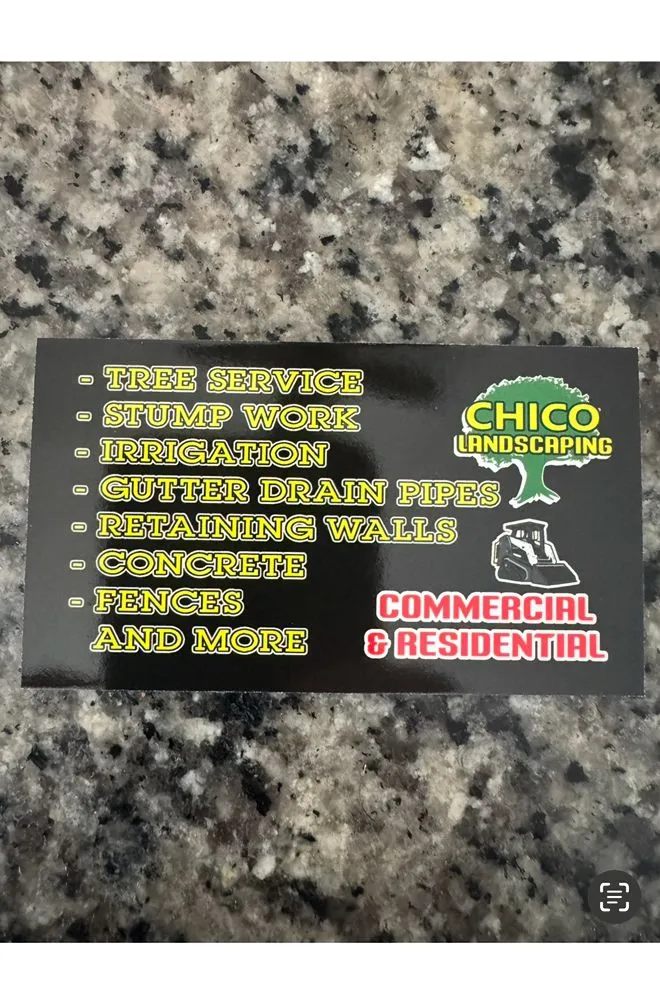 - TREE SERVICE
- STUMP WORK
- IRRIGATION
- GUTTER DRAIN PIPES
- RETAINING WALLS
- CONCRETE
- FENCES
AND MORE
CHICO
LANDSCAPING
COMMERCIAL
& RESIDENTIAL